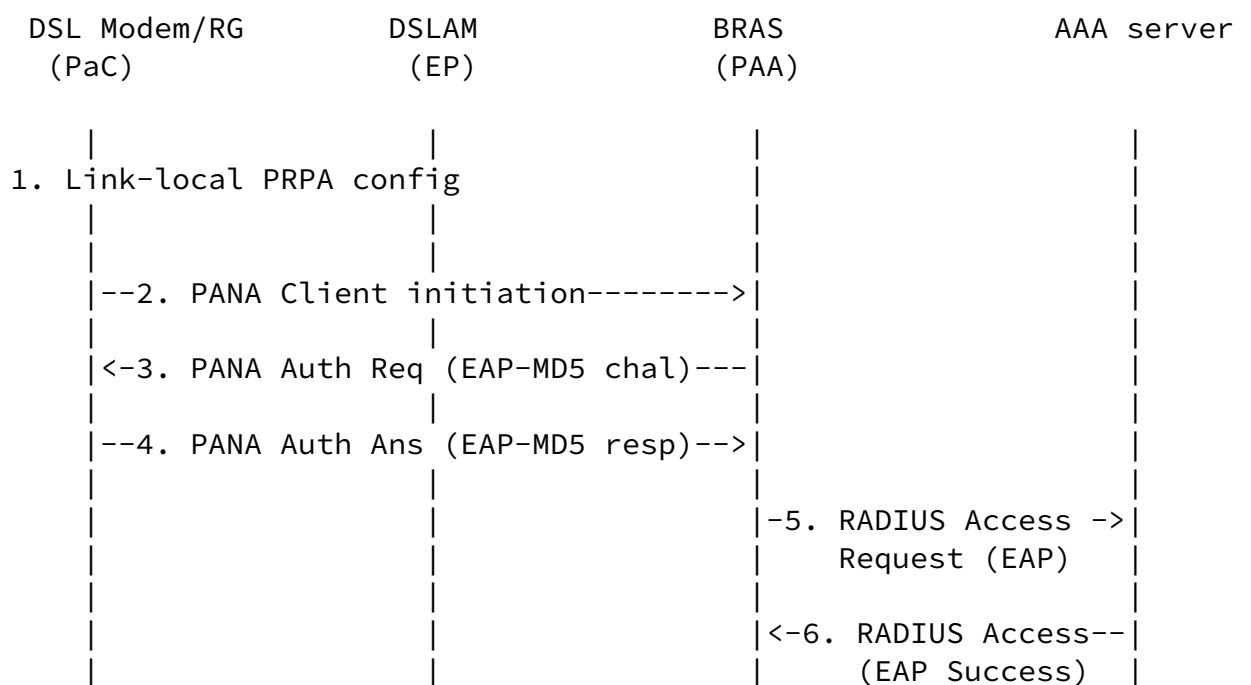 DSL Modem/RG DSLAM BRAS AAA server
(PaC) (EP) (PAA)
1. Link-local PRPA config
|--2. PANA Client initiation-------->|
|<-3. PANA Auth Req (EAP-MD5 chal)---|
|--4. PANA Auth Ans (EAP-MD5 resp)-->|
|-5. RADIUS Access ->|
Request (EAP)
|<-6. RADIUS Access--|
(EAP Success)